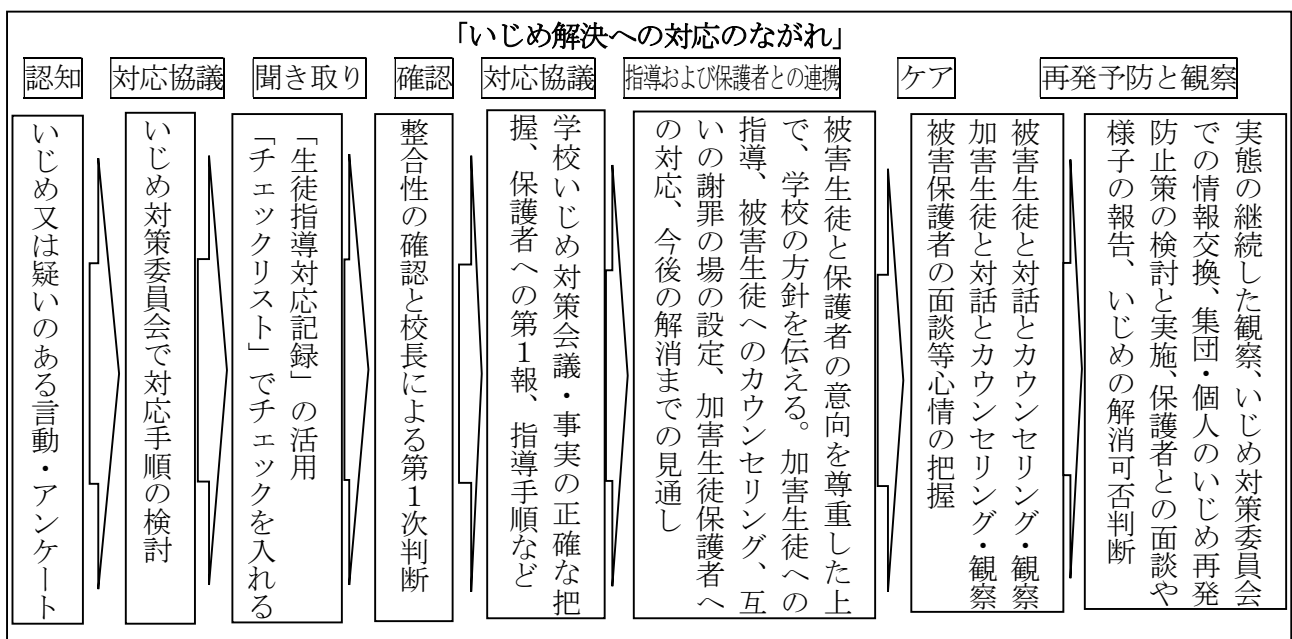 「いじめ解決への対応のながれ」
認知
対応協議
聞き取り
確認
対応協議
指導および保護者との連携
ケア
再発予防と観察
いじめ又は疑いのある言動・アンケート
いじめ対策委員会で対応手順の検討
「生徒指導対応記録」の活用
「チェックリスト」でチェックを入れる
整合性の確認と校長による第1次判断
学校いじめ対策会議・事実の正確な把
握、保護者への第1報、指導手順など
被害生徒と保護者の意向を尊重した上
で、学校の方針を伝える。加害生徒への
指導、被害生徒へのカウンセリング、互
いの謝罪の場の設定、加害生徒保護者へ
の対応、今後の解消までの見通し
被害生徒と対話とカウンセリング・観察
加害生徒と対話とカウンセリング・観察
被害保護者の面談等心情の把握
実態の継続した観察、いじめ対策委員会
での情報交換、集団・個人のいじめ再発
防止策の検討と実施、保護者との面談や
様子の報告、いじめの解消可否判断